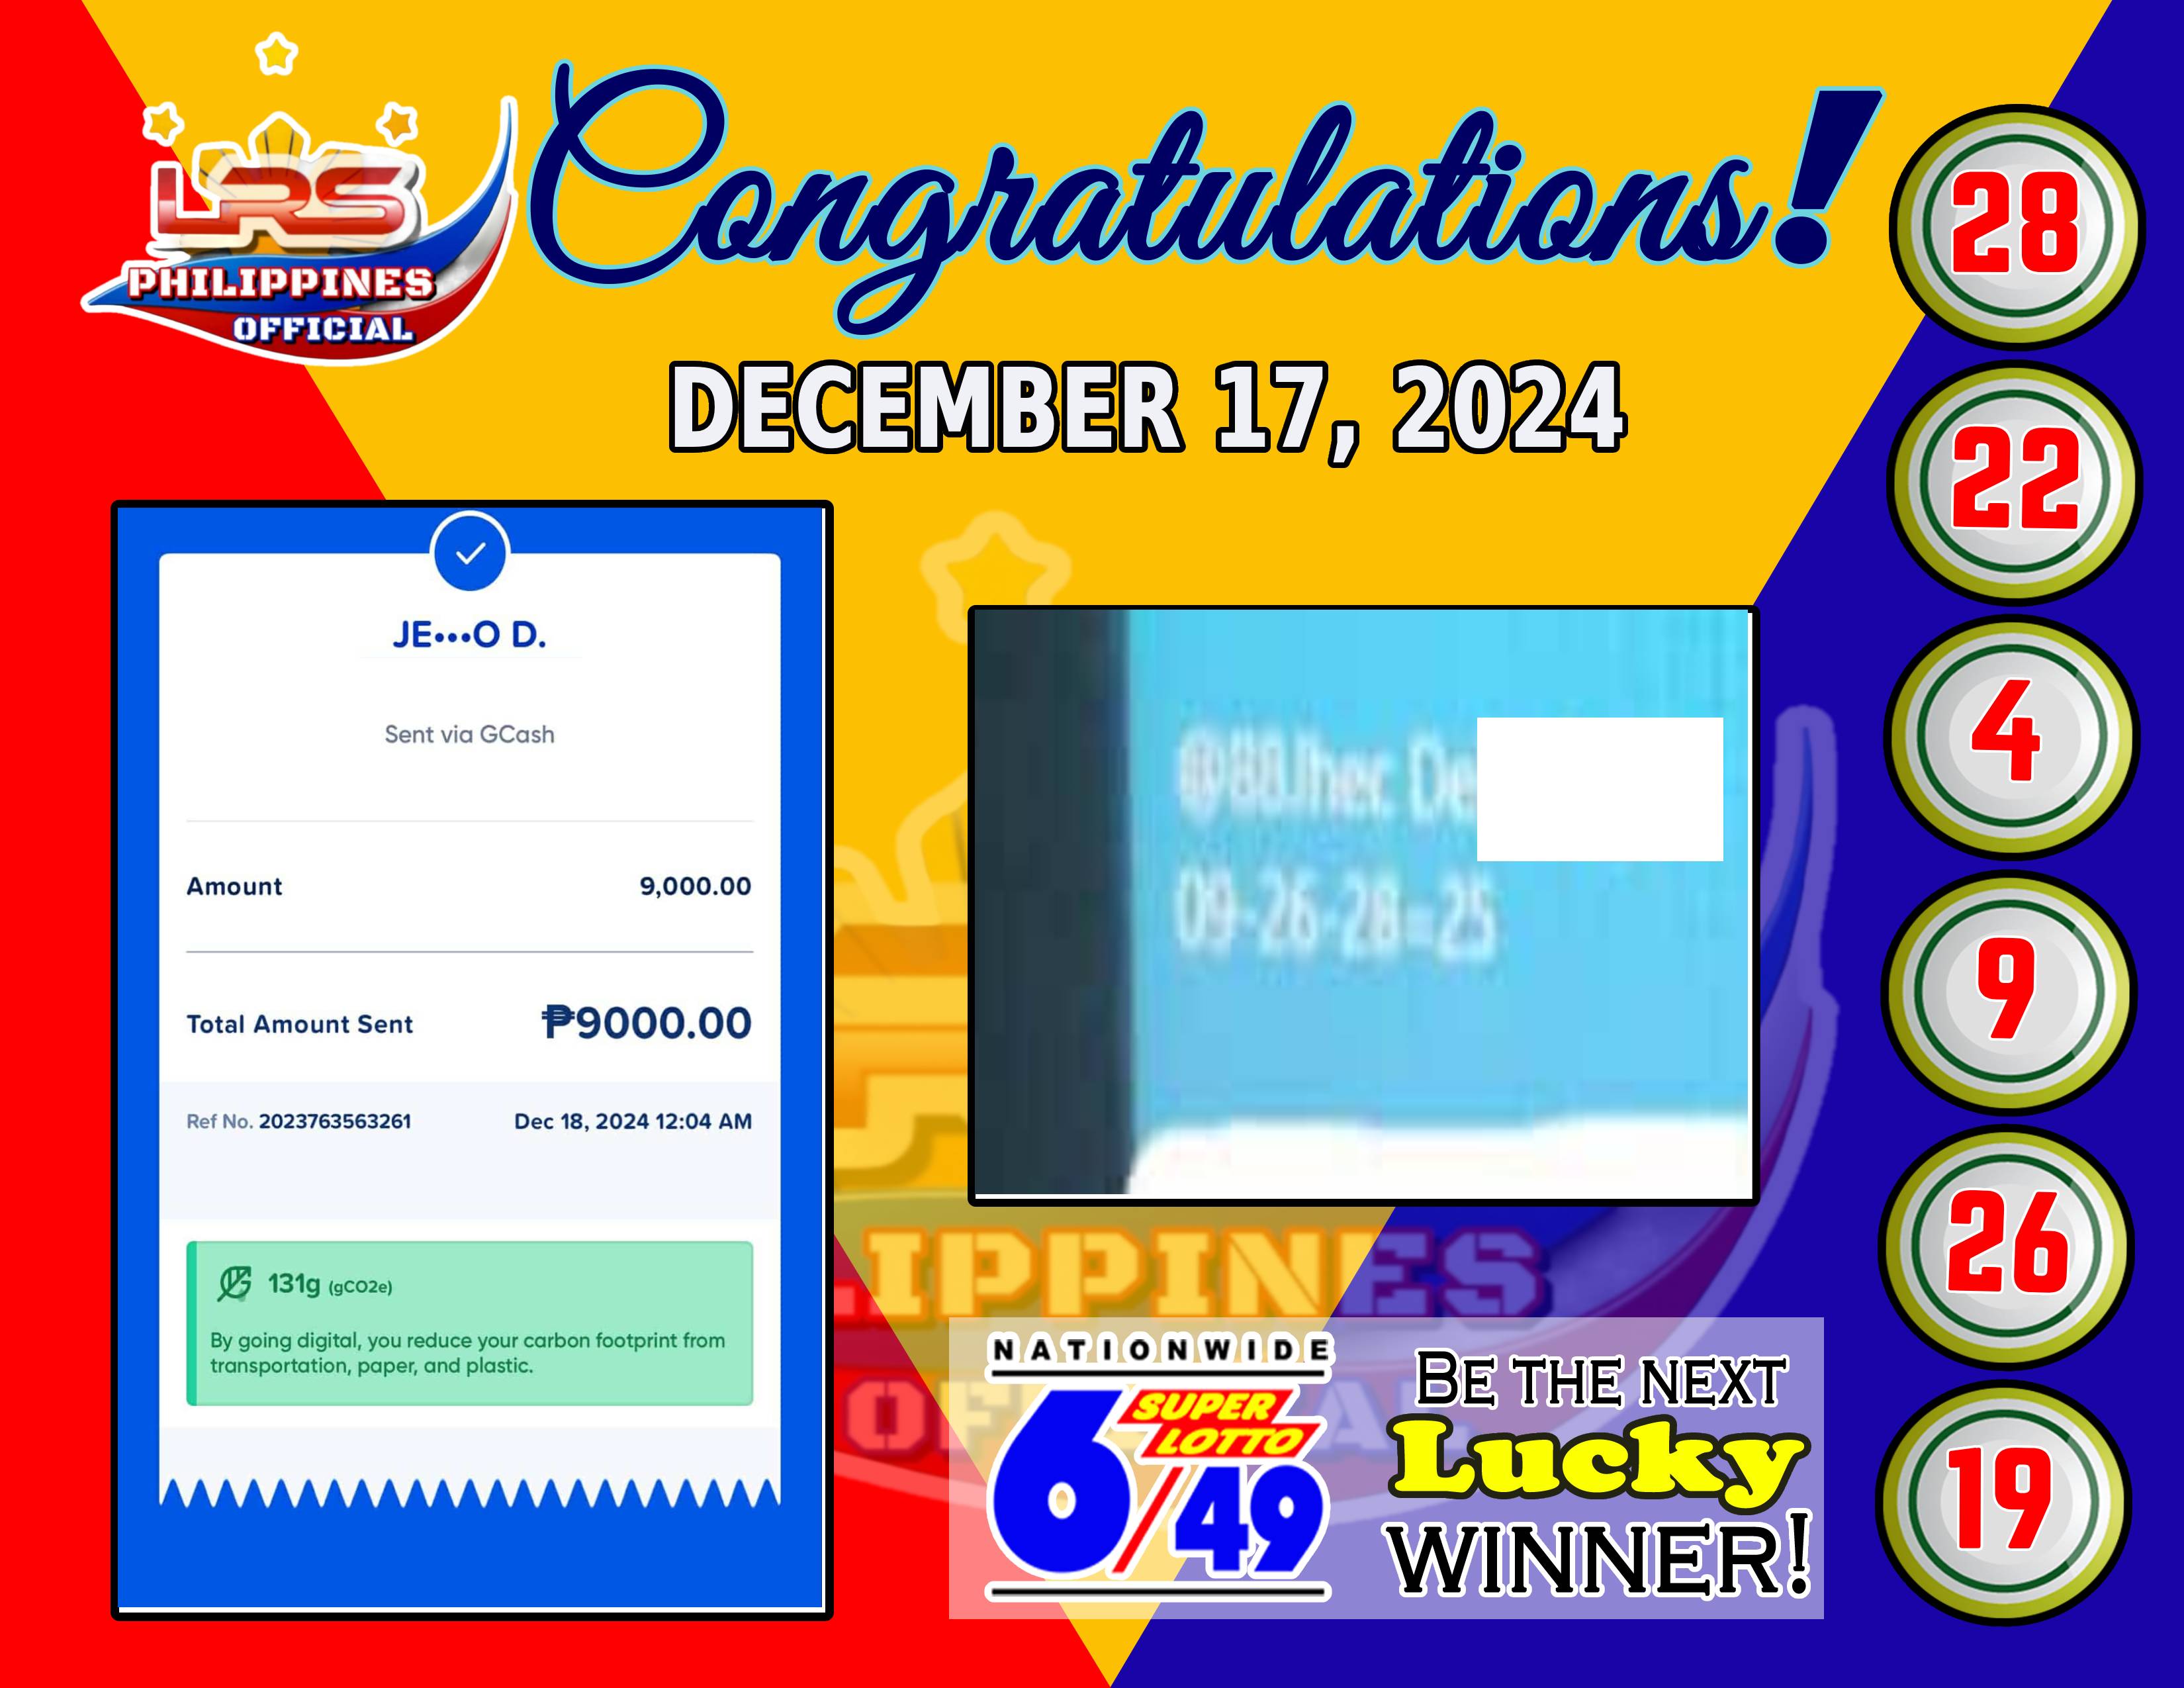 LRS
PHILIPPINES
OFFICIAL
Congratulations!
DECEMBER 17, 2024
JE•••O D.
Sent via GCash
Amount 9,000.00
Total Amount Sent ₱9000.00
Ref No. 2023763563261 Dec 18, 2024 12:04 AM
131g (gCO2e)
By going digital, you reduce your carbon footprint from
transportation, paper, and plastic.
De
09-26-28=25
IPPINES
NATIONWIDE
SUPER
LOTTO
6/49
BE THE NEXT
Lucky
WINNER!
28
22
4
9
26
19